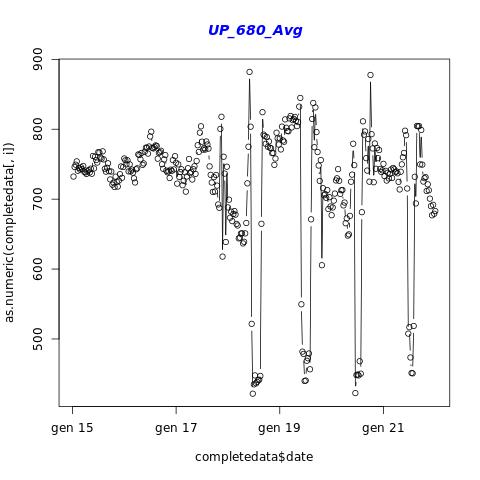 UP_680_Avg
as.numeric(completedata[, i])
900
800
700
600
500
gen 15
gen 17
gen 19
gen 21
completedata$date